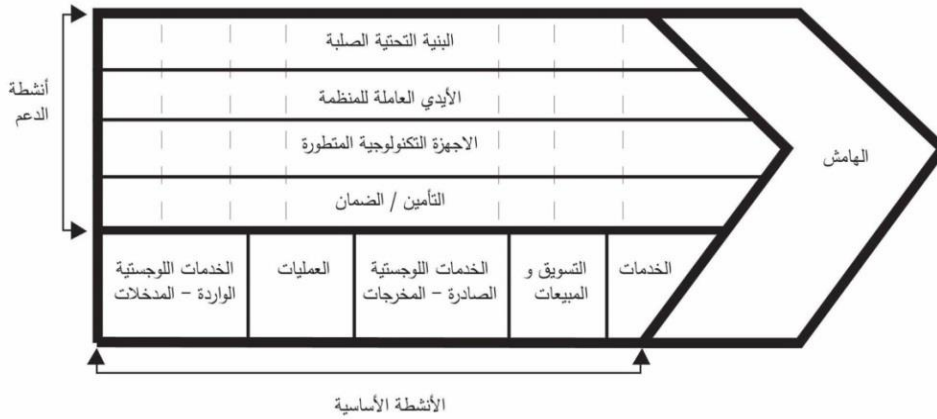 البنية التحتية الصلبة
أنشطة
الدعم
الأيدي العاملة للمنظمة
الاجهزة التكنولوجية المتطورة
الهامش
التأمين / الضمان
الخدمات
التسويق و
المبيعات
الخدمات اللوجستية
الصادرة – المخرجات
العمليات
الخدمات اللوجستية
الواردة – المدخلات
الأنشطة الأساسية